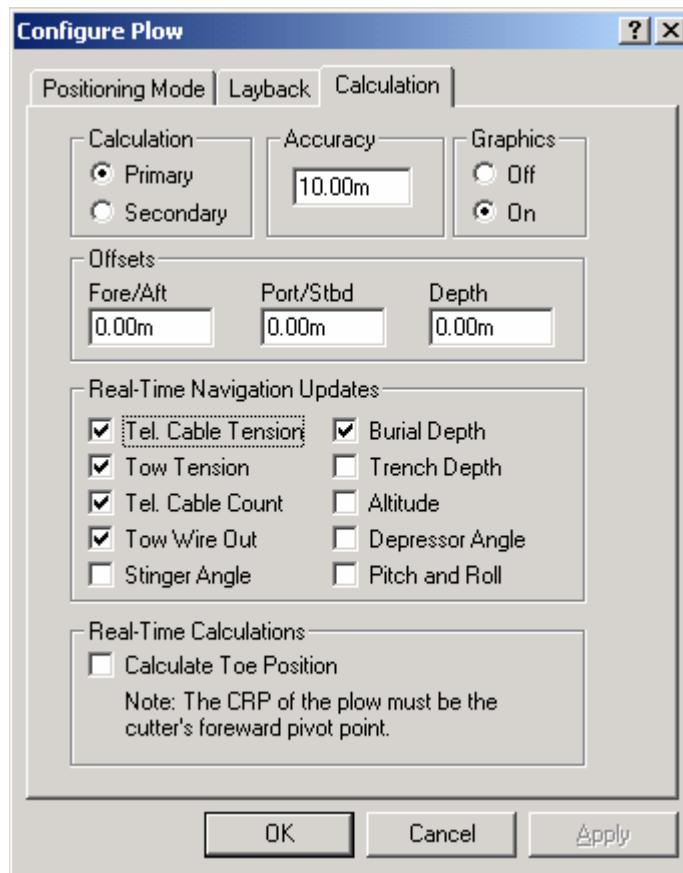 Configure Plow
Positioning Mode Layback Calculation
Calculation
Primary
Secondary
Accuracy
10.00m
Graphics
Off
On
Offsets
Fore/Aft Port/Stbd Depth
0.00m 0.00m 0.00m
Real-Time Navigation Updates
Tel. Cable Tension Burial Depth
Tow Tension Trench Depth
Tel. Cable Count Altitude
Tow Wire Out Depressor Angle
Stinger Angle Pitch and Roll
Real-Time Calculations
Calculate Toe Position
Note: The CRP of the plow must be the
cutter's foreward pivot point.
OK Cancel Apply